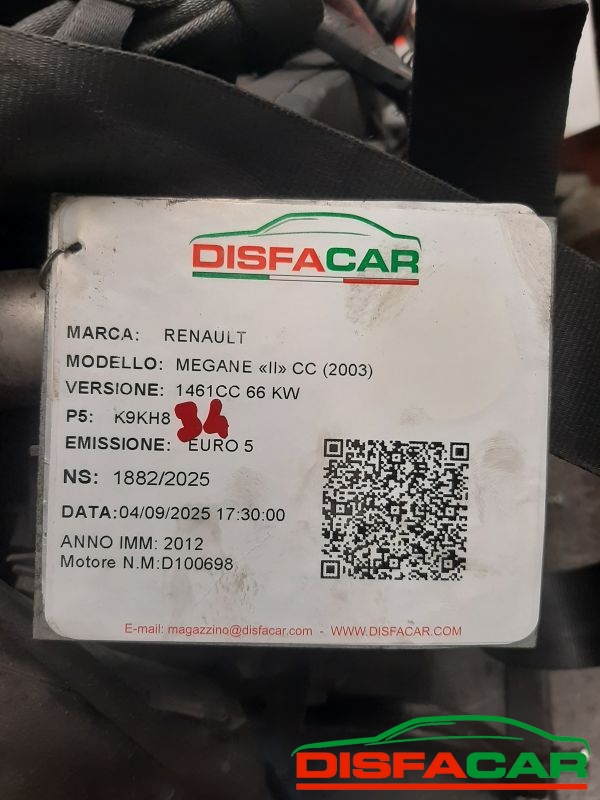 DISFACAR
MARCA: RENAULT
MODELLO: MEGANE «II» CC (2003)
VERSIONE: 1461CC 66 KW
P5: K9KH8 34
EMISSIONE: EURO 5
NS: 1882/2025
DATA:04/09/2025 17:30:00
ANNO IMM: 2012
Motore N.M:D100698
E-mail: magazzino@disfacar.com - WWW.DISFACAR.COM
DISFACAR